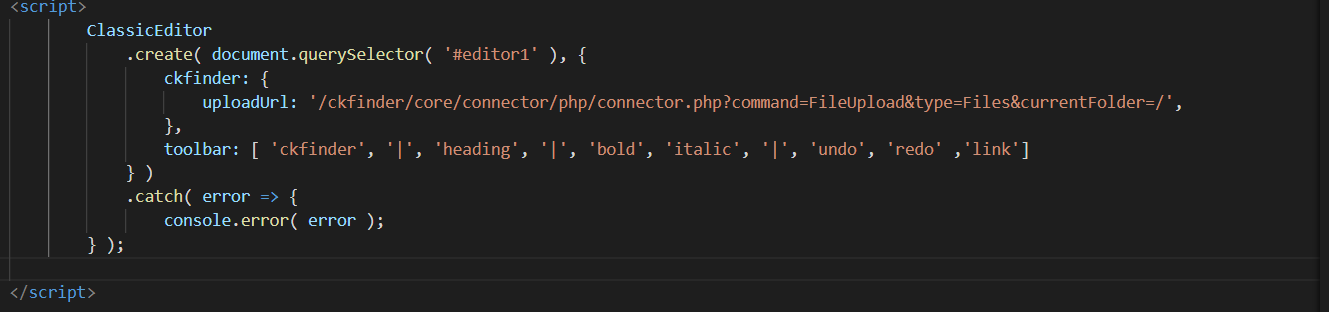 <script>
ClassicEditor
.create( document.querySelector( '#editor1' ), {
ckfinder: {
uploadUrl: '/ckfinder/core/connector/php/connector.php?command=FileUpload&type=Files&currentFolder=/',
},
toolbar: [ 'ckfinder', '|', 'heading', '|', 'bold', 'italic', '|', 'undo', 'redo' ,'link']
} )
.catch( error => {
console.error( error );
} );
</script>